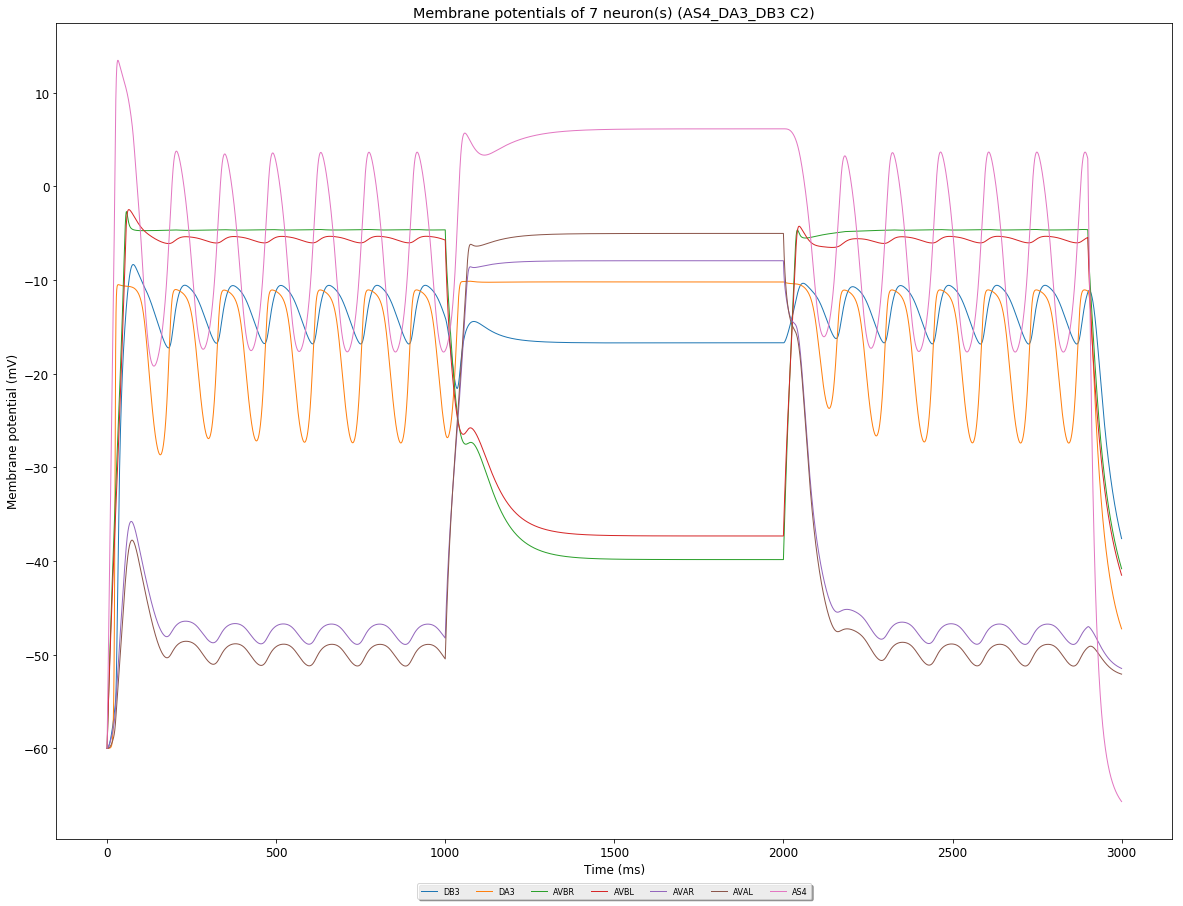 Membrane potentials of 7 neuron(s) (AS4_DA3_DB3 C2)
Membrane potential (mV)
10
0
−10
−20
−30
−40
−50
−60
0 500 1000 1500 2000 2500 3000
Time (ms)
DB3 DA3 AVBR AVBL AVAR AVAL AS4